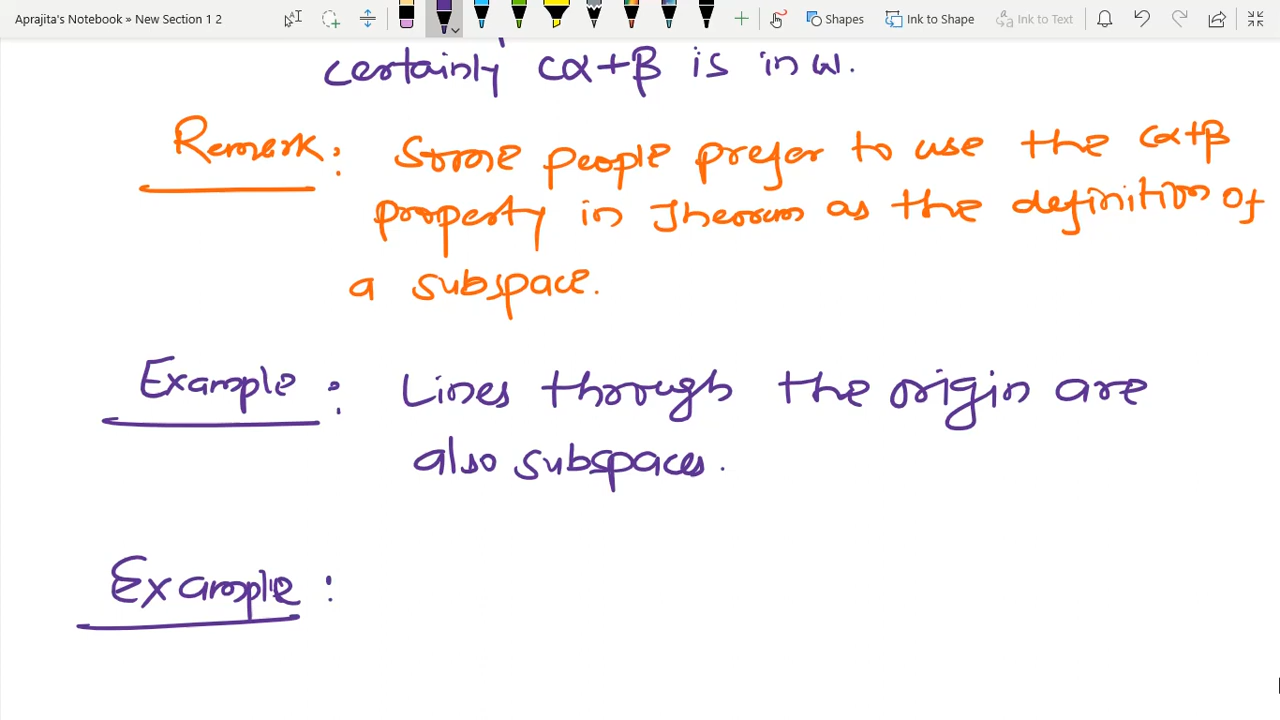 Aprajita's Notebook » New Section 1 2
Shapes
Ink to Shape
Ink to Text
certainly cα+β is in W.
Remark: Some people prefer to use the cα+β
property in Theorem as the definition of
a subspace.
Example: Lines through the origin are
also subspaces.
Example: